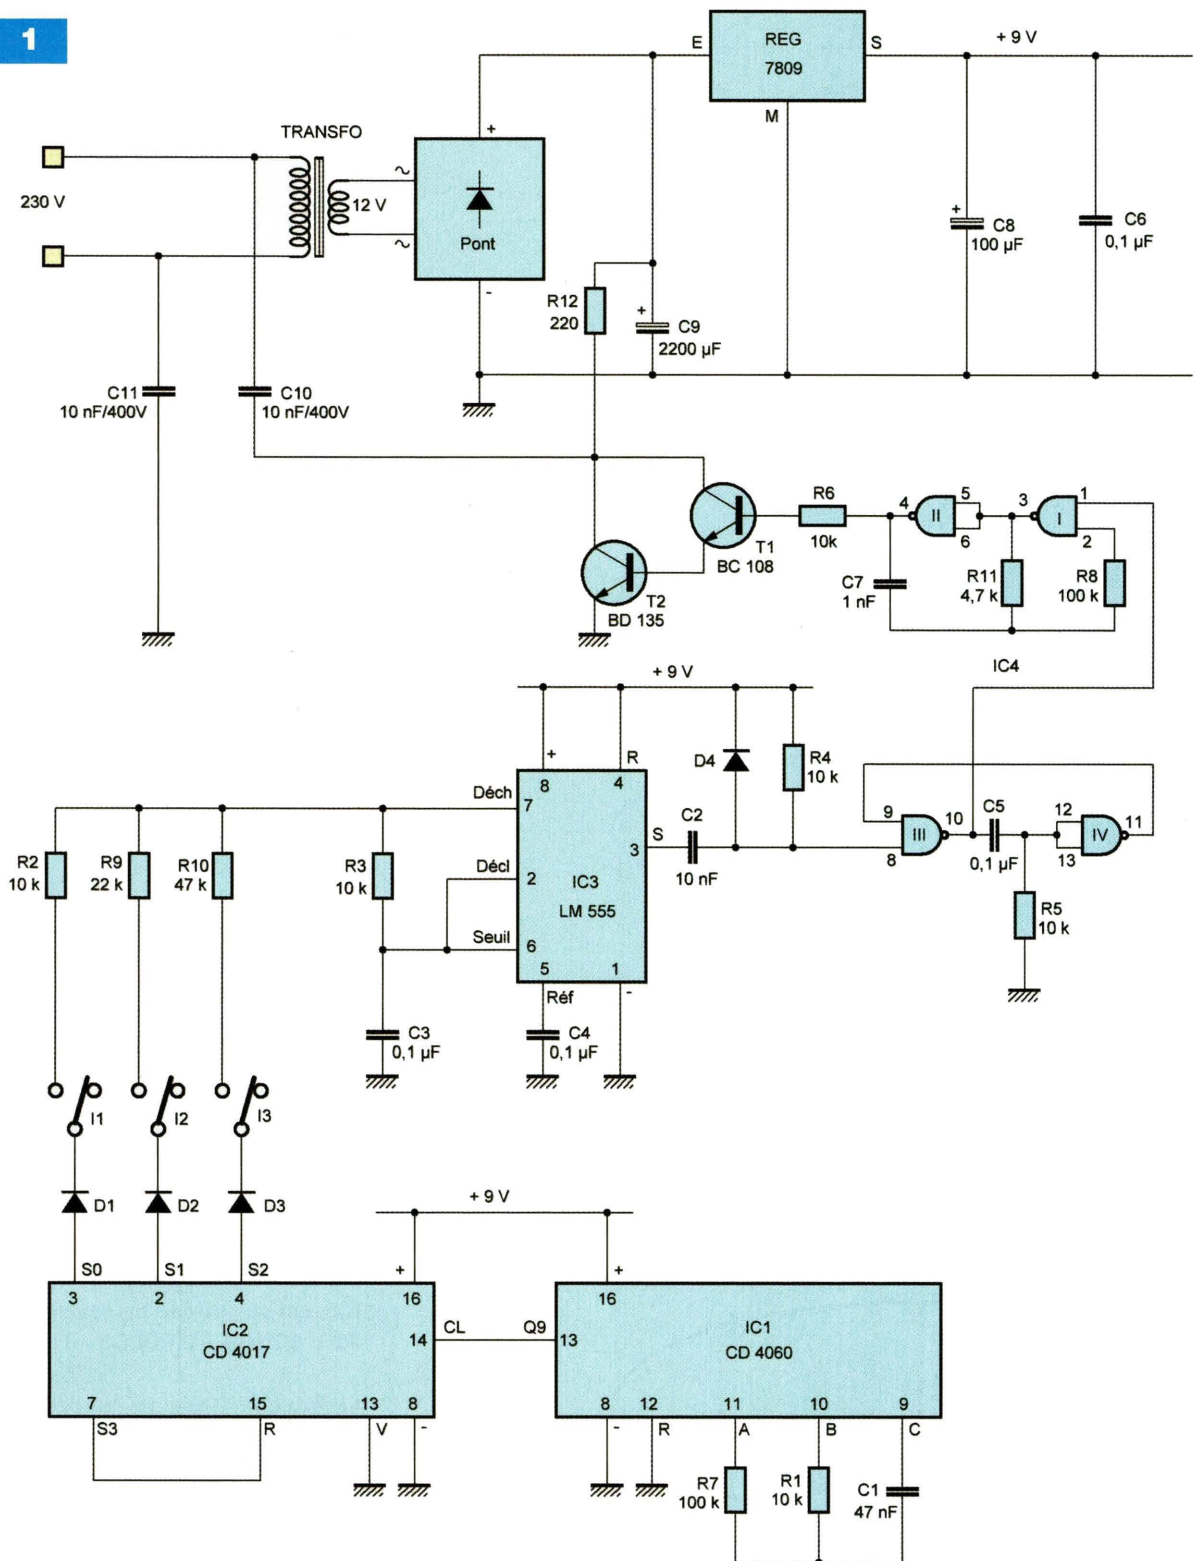 1
REG
7809
E
S
M
+ 9 V
TRANSFO
230 V
12 V
~
~
+
-
Pont
R12
220
+
C9
2200 µF
+
C8
100 µF
C6
0,1 µF
C11
10 nF/400V
C10
10 nF/400V
T1
BC 108
T2
BD 135
R6
10k
4
II
5
6
3
I
1
2
C7
1 nF
R11
4,7 k
R8
100 k
IC4
+ 9 V
+
R
8
4
Déch
7
Décl
2
Seuil
6
IC3
LM 555
3
S
5
1
Réf
-
C2
10 nF
D4
R4
10 k
9
8
III
10
C5
0,1 µF
12
13
IV
11
R5
10 k
R2
10 k
R9
22 k
R10
47 k
R3
10 k
C3
0,1 µF
C4
0,1 µF
I1
I2
I3
D1
D2
D3
S0
S1
S2
+ 9 V
+
+
3
2
4
16
IC2
CD 4017
14
CL
Q9
13
16
IC1
CD 4060
7
15
13
8
S3
R
V
-
8
12
11
10
9
-
R
A
B
C
R7
100 k
R1
10 k
C1
47 nF